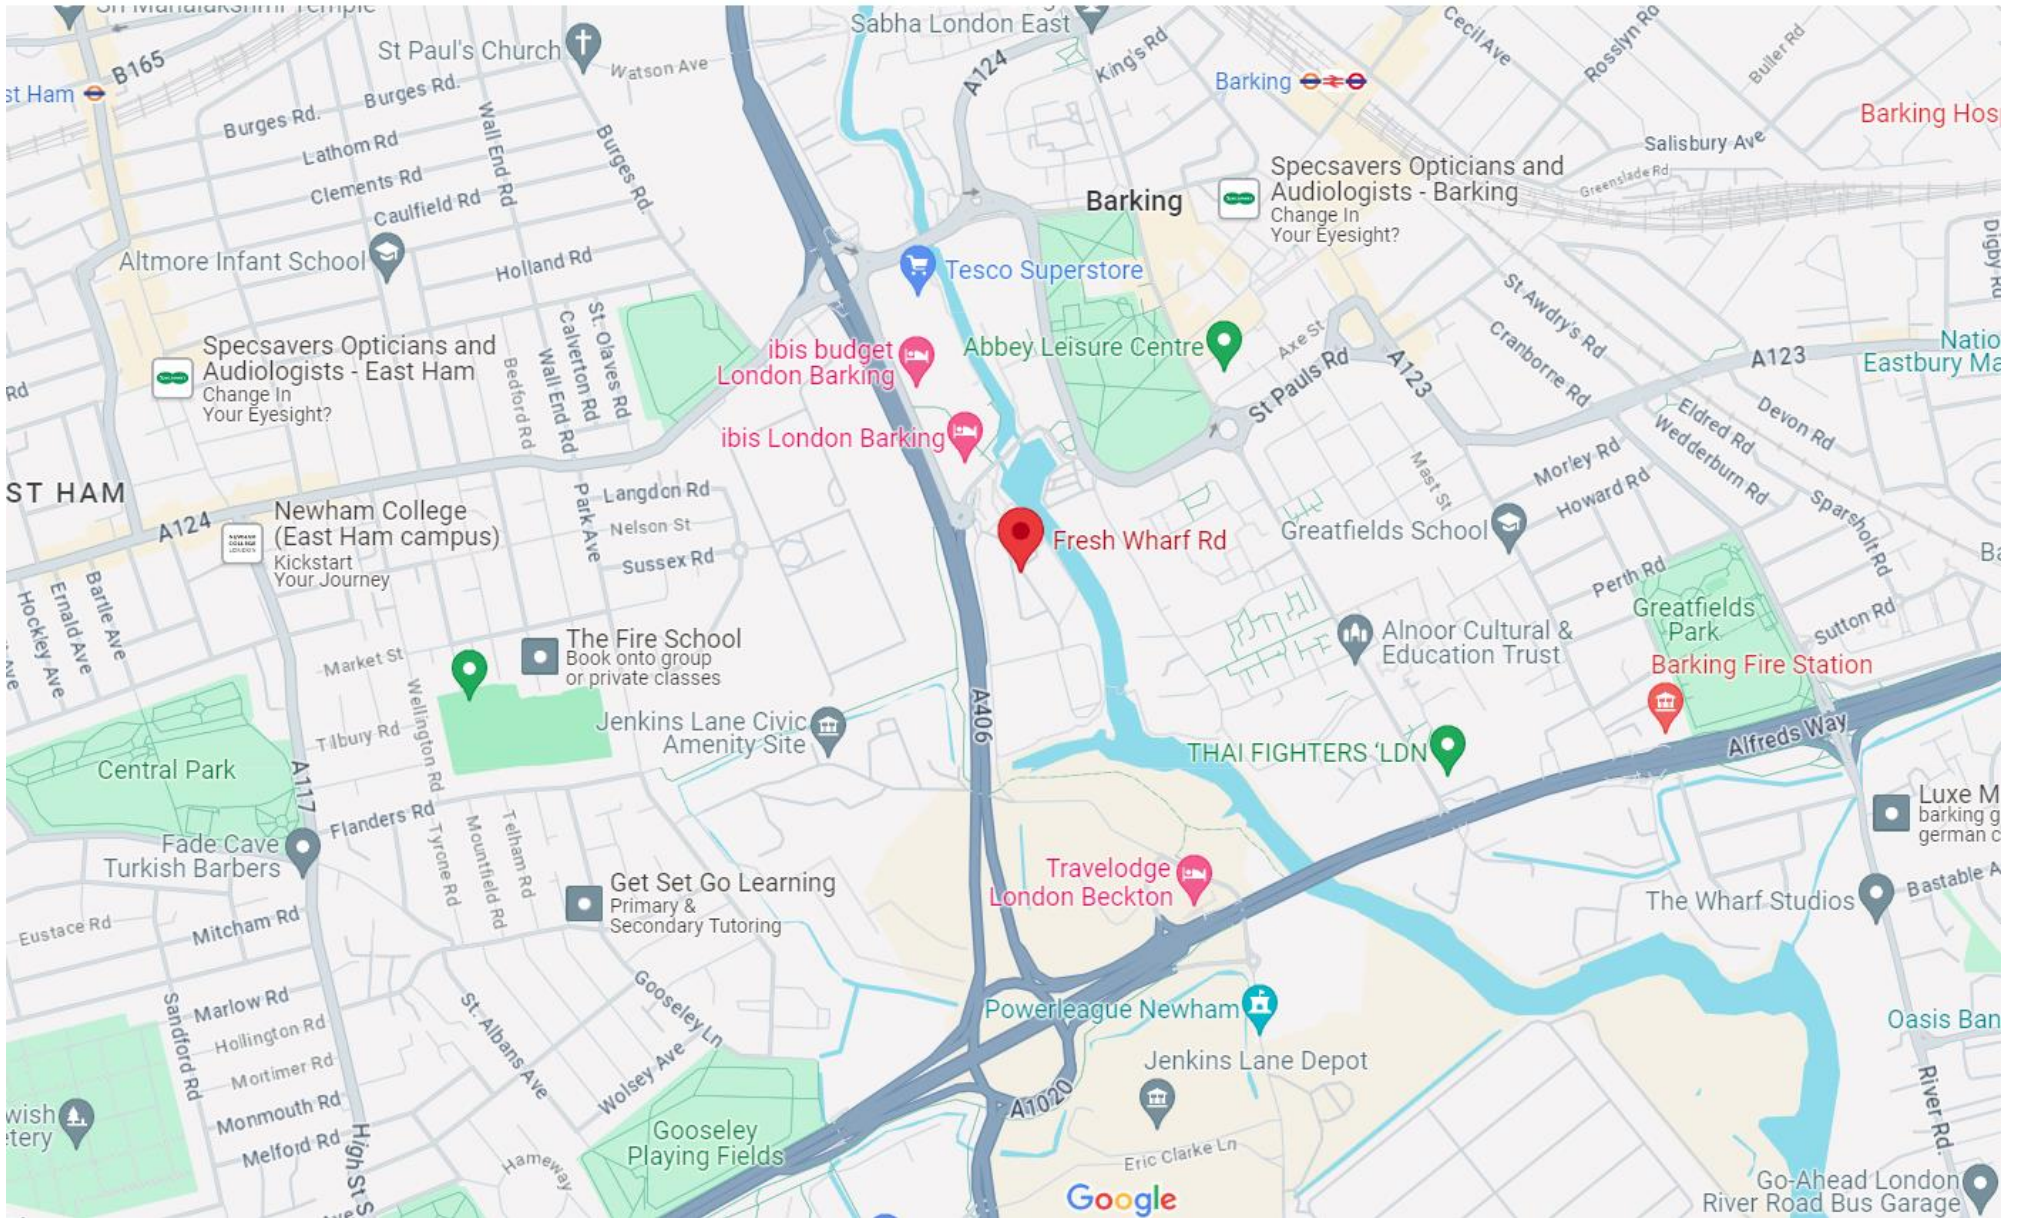 Sri Mahalakshmi Temple
St Paul's Church
Watson Ave
B165
st Ham
Burges Rd.
Burges Rd.
Wall End Rd
Burges Rd.
Lathom Rd
Clements Rd
Caulfield Rd
Altmore Infant School
Holland Rd
Sabha London East
A124
King's Rd
Barking
Cecil Ave
Rosslyn Rd
Buller Rd
Barking Hos
Salisbury Ave
Greenslade Rd
Barking
Specsavers Opticians and
Audiologists - Barking
Change In
Your Eyesight?
Digby Rd
Tesco Superstore
St. Olaves Rd
Calverton Rd
Wall End Rd
Bedford Rd
Specsavers Opticians and
Audiologists - East Ham
Change In
Your Eyesight?
Rd
ibis budget
London Barking
Abbey Leisure Centre
Axe St
St Pauls Rd
A123
St Awdry's Rd
Cranborne Rd
A123
Natio
Eastbury Ma
ibis London Barking
Eldred Rd
Devon Rd
Wedderburn Rd
Morley Rd
Howard Rd
Mast St
Sparsholt Rd
ST HAM
A124
Newham College
(East Ham campus)
Kickstart
Your Journey
Park Ave
Langdon Rd
Nelson St
Sussex Rd
Fresh Wharf Rd
Greatfields School
Ba
Perth Rd
Greatfields
Park
Sutton Rd
Bartle Ave
Ernald Ave
Hockley Ave
Ave
Market St
The Fire School
Book onto group
or private classes
Alnoor Cultural &
Education Trust
Barking Fire Station
Wellington Rd
Tilbury Rd
Jenkins Lane Civic
Amenity Site
A406
THAI FIGHTERS ‘LDN
Alfreds Way
Central Park
A117
Flanders Rd
Fade Cave
Turkish Barbers
Tyrone Rd
Mountfield Rd
Telham Rd
Luxe M
barking g
german c
Travelodge
London Beckton
Get Set Go Learning
Primary &
Secondary Tutoring
The Wharf Studios
Bastable A
Eustace Rd
Mitcham Rd
Sandford Rd
Marlow Rd
Hollington Rd
Mortimer Rd
Monmouth Rd
Melford Rd
High St S
St. Albans Ave
Gooseley Ln
Wolsey Ave
Powerleague Newham
Oasis Ban
Jenkins Lane Depot
A1020
River Rd
wish
etery
Gooseley
Playing Fields
Hameway
Eric Clarke Ln
Google
Go-Ahead London
River Road Bus Garage